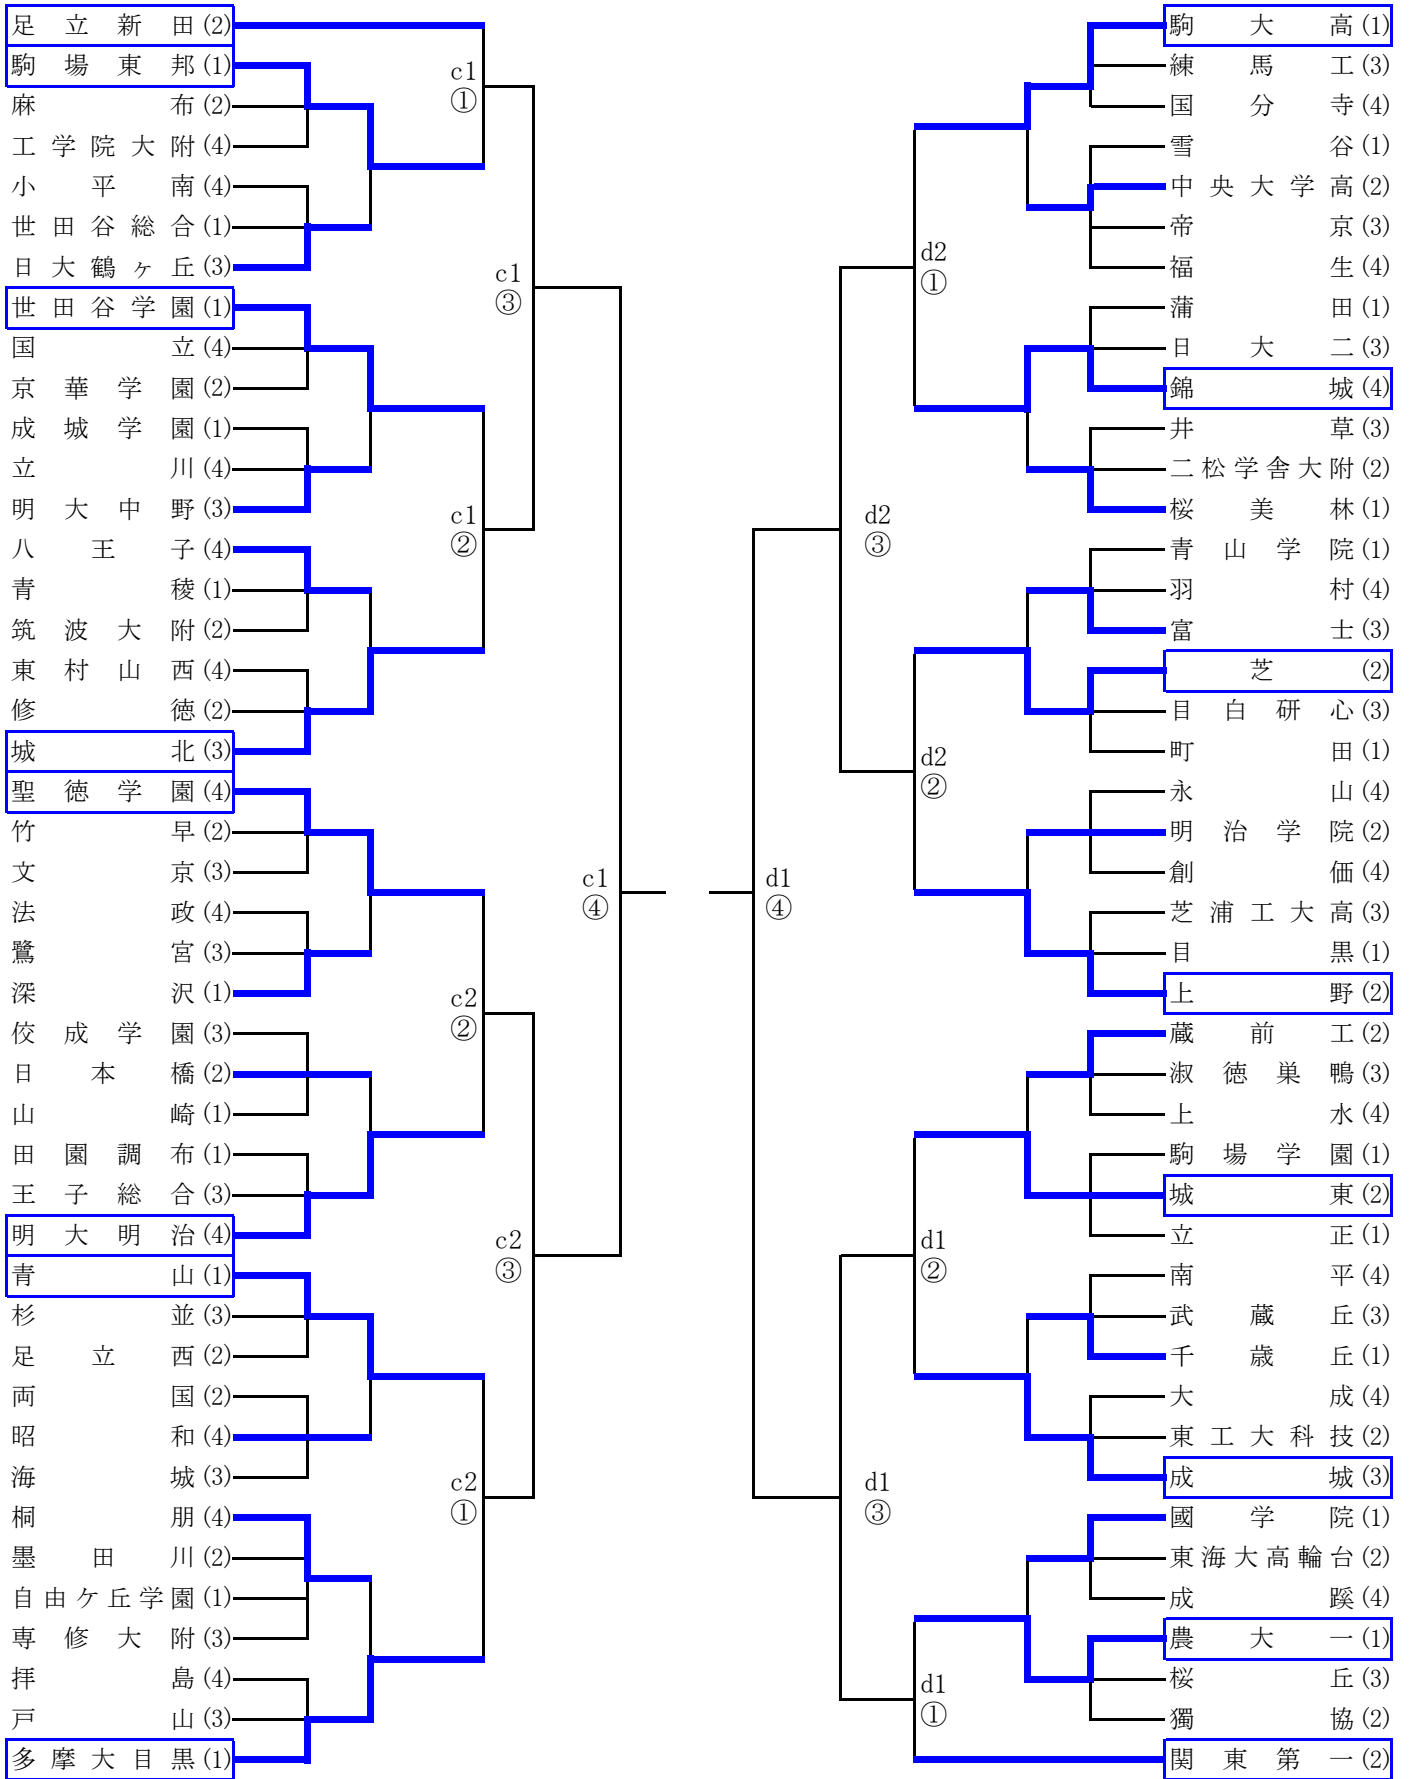 足立新田(2)
駒場東邦(1)
麻布(2)
工学院大附(4)
小平南(4)
世田谷総合(1)
日大鶴ヶ丘(3)
世田谷学園(1)
国立(4)
京華学園(2)
成城学園(1)
立川(4)
明大中野(3)
八王子(4)
青稜(1)
筑波大附(2)
東村山西(4)
修徳(2)
城北(3)
聖徳学園(4)
竹早(2)
文京(3)
法政(4)
鷺宮(3)
深沢(1)
佼成学園(3)
日本橋(2)
山崎(1)
田園調布(1)
王子総合(3)
明大明治(4)
青山(1)
杉並(3)
足立西(2)
両国(2)
昭和(4)
海城(3)
桐朋(4)
墨田川(2)
自由ケ丘学園(1)
専修大附(3)
拝島(4)
戸山(3)
多摩大目黒(1)
c1
①
c1
③
c1
②
c1
④
c2
②
c2
③
c2
①
d2
①
d2
③
d2
②
d1
④
d1
②
d1
③
d1
①
駒大高(1)
練馬工(3)
国分寺(4)
雪谷(1)
中央大学高(2)
帝京(3)
福生(4)
蒲田(1)
日大二(3)
錦城(4)
井草(3)
二松学舎大附(2)
桜美林(1)
青山学院(1)
羽村(4)
富士(3)
芝(2)
目白研心(3)
町田(1)
永山(4)
明治学院(2)
創価(4)
芝浦工大高(3)
目黒(1)
上野(2)
蔵前工(2)
淑徳巣鴨(3)
上水(4)
駒場学園(1)
城東(2)
立正(1)
南平(4)
武蔵丘(3)
千歳丘(1)
大成(4)
東工大科技(2)
成城(3)
國学院(1)
東海大高輪台(2)
成蹊(4)
農大一(1)
桜丘(3)
獨協(2)
関東第一(2)